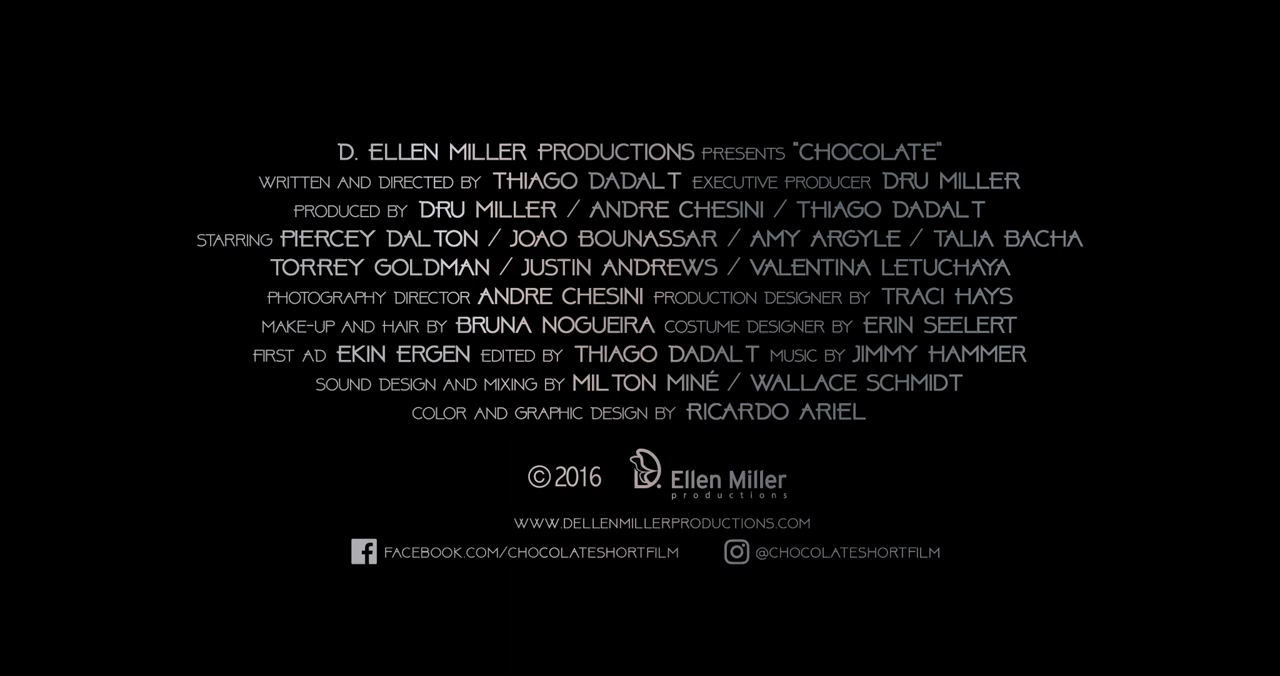 D. ELLEN MILLER PRODUCTIONS PRESENTS "CHOCOLATE"
WRITTEN AND DIRECTED BY THIAGO DADALT EXECUTIVE PRODUCER DRU MILLER
PRODUCED BY DRU MILLER / ANDRE CHESINI / THIAGO DADALT
STARRING PIERCEY DALTON / JOAO BOUNASSAR / AMY ARGYLE / TALIA BACHA
TORREY GOLDMAN / JUSTIN ANDREWS / VALENTINA LETUCHAYA
PHOTOGRAPHY DIRECTOR ANDRE CHESINI PRODUCTION DESIGNER BY TRACI HAYS
MAKE-UP AND HAIR BY BRUNA NOGUEIRA COSTUME DESIGNER BY ERIN SEELERT
FIRST AD EKIN ERGEN EDITED BY THIAGO DADALT MUSIC BY JIMMY HAMMER
SOUND DESIGN AND MIXING BY MILTON MINÉ / WALLACE SCHMIDT
COLOR AND GRAPHIC DESIGN BY RICARDO ARIEL
© 2016 D. Ellen Miller
productions
WWW.DELLENMILLERPRODUCTIONS.COM
FACEBOOK.COM/CHOCOLATESHORTFILM @CHOCOLATESHORTFILM